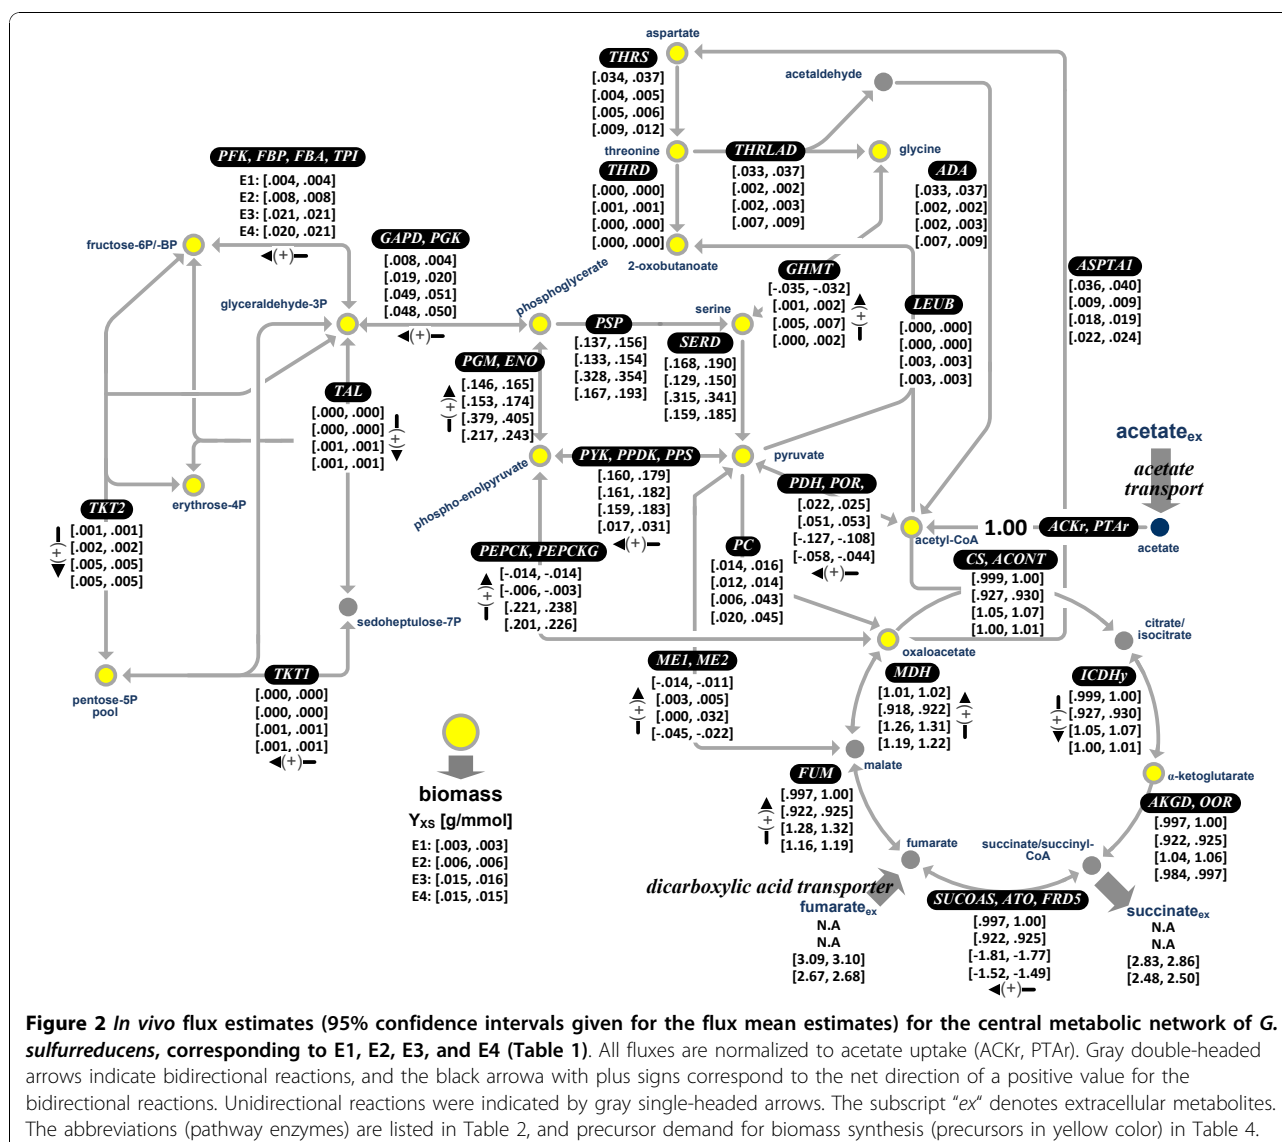 aspartate
THRS
[.034, .037]
[.004, .005]
[.005, .006]
[.009, .012]
acetaldehyde
threonine
THRLAD
[.033, .037]
[.002, .002]
[.002, .003]
[.007, .009]
glycine
ADA
[.033, .037]
[.002, .002]
[.002, .003]
[.007, .009]
THRD
[.000, .000]
[.001, .001]
[.000, .000]
[.000, .000]
2-oxobutanoate
PFK, FBP, FBA, TPI
E1: [.004, .004]
E2: [.008, .008]
E3: [.021, .021]
E4: [.020, .021]
(+)
fructose-6P/-BP
GAPD, PGK
[.008, .004]
[.019, .020]
[.049, .051]
[.048, .050]
(+)
glyceraldehyde-3P
phosphoglycerate
GHMT
[-.035, -.032]
[.001, .002]
[.005, .007]
[.000, .002]
(+)
ASPTA1
[.036, .040]
[.009, .009]
[.018, .019]
[.022, .024]
serine
PSP
[.137, .156]
[.133, .154]
[.328, .354]
[.167, .193]
SERD
[.168, .190]
[.129, .150]
[.315, .341]
[.159, .185]
LEUB
[.000, .000]
[.000, .000]
[.003, .003]
[.003, .003]
PGM, ENO
[.146, .165]
[.153, .174]
[.379, .405]
[.217, .243]
(+)
TAL
[.000, .000]
[.000, .000]
[.001, .001]
[.001, .001]
(+)
acetate ex
acetate
transport
phospho-enolpyruvate
PYK, PPDK, PPS
[.160, .179]
[.161, .182]
[.159, .183]
[.017, .031]
(+)
pyruvate
PDH, POR,
[.022, .025]
[.051, .053]
[-.127, -.108]
[-.058, -.044]
(+)
erythrose-4P
TKT2
[.001, .001]
[.002, .002]
[.005, .005]
[.005, .005]
(+)
acetyl-CoA
1.00
ACKr, PTAr
acetate
PEPCK, PEPCKG
[-.014, -.014]
[-.006, -.003]
[.221, .238]
[.201, .226]
(+)
PC
[.014, .016]
[.012, .014]
[.006, .043]
[.020, .045]
CS, ACONT
[.999, 1.00]
[.927, .930]
[1.05, 1.07]
[1.00, 1.01]
sedoheptulose-7P
citrate/
isocitrate
oxaloacetate
TKT1
[.000, .000]
[.000, .000]
[.001, .001]
[.001, .001]
(+)
pentose-5P
pool
ME1, ME2
[-.014, -.011]
[.003, .005]
[.000, .032]
[-.045, -.022]
(+)
MDH
[1.01, 1.02]
[.918, .922]
[1.26, 1.31]
[1.19, 1.22]
(+)
ICDHy
[.999, 1.00]
[.927, .930]
[1.05, 1.07]
[1.00, 1.01]
(+)
malate
FUM
[.997, 1.00]
[.922, .925]
[1.28, 1.32]
[1.16, 1.19]
(+)
α-ketoglutarate
AKGD, OOR
[.997, 1.00]
[.922, .925]
[1.04, 1.06]
[.984, .997]
biomass
YXS [g/mmol]
E1: [.003, .003]
E2: [.006, .006]
E3: [.015, .016]
E4: [.015, .015]
fumarate
succinate/succinyl-
CoA
dicarboxylic acid transporter
fumarate ex
N.A
N.A
[3.09, 3.10]
[2.67, 2.68]
SUCOAS, ATO, FRD5
[.997, 1.00]
[.922, .925]
[-1.81, -1.77]
[-1.52, -1.49]
(+)
succinate ex
N.A
N.A
[2.83, 2.86]
[2.48, 2.50]
Figure 2 In vivo flux estimates (95% confidence intervals given for the flux mean estimates) for the central metabolic network of G.
sulfurreducens, corresponding to E1, E2, E3, and E4 (Table 1). All fluxes are normalized to acetate uptake (ACKr, PTAr). Gray double-headed
arrows indicate bidirectional reactions, and the black arrowa with plus signs correspond to the net direction of a positive value for the
bidirectional reactions. Unidirectional reactions were indicated by gray single-headed arrows. The subscript "ex" denotes extracellular metabolites.
The abbreviations (pathway enzymes) are listed in Table 2, and precursor demand for biomass synthesis (precursors in yellow color) in Table 4.